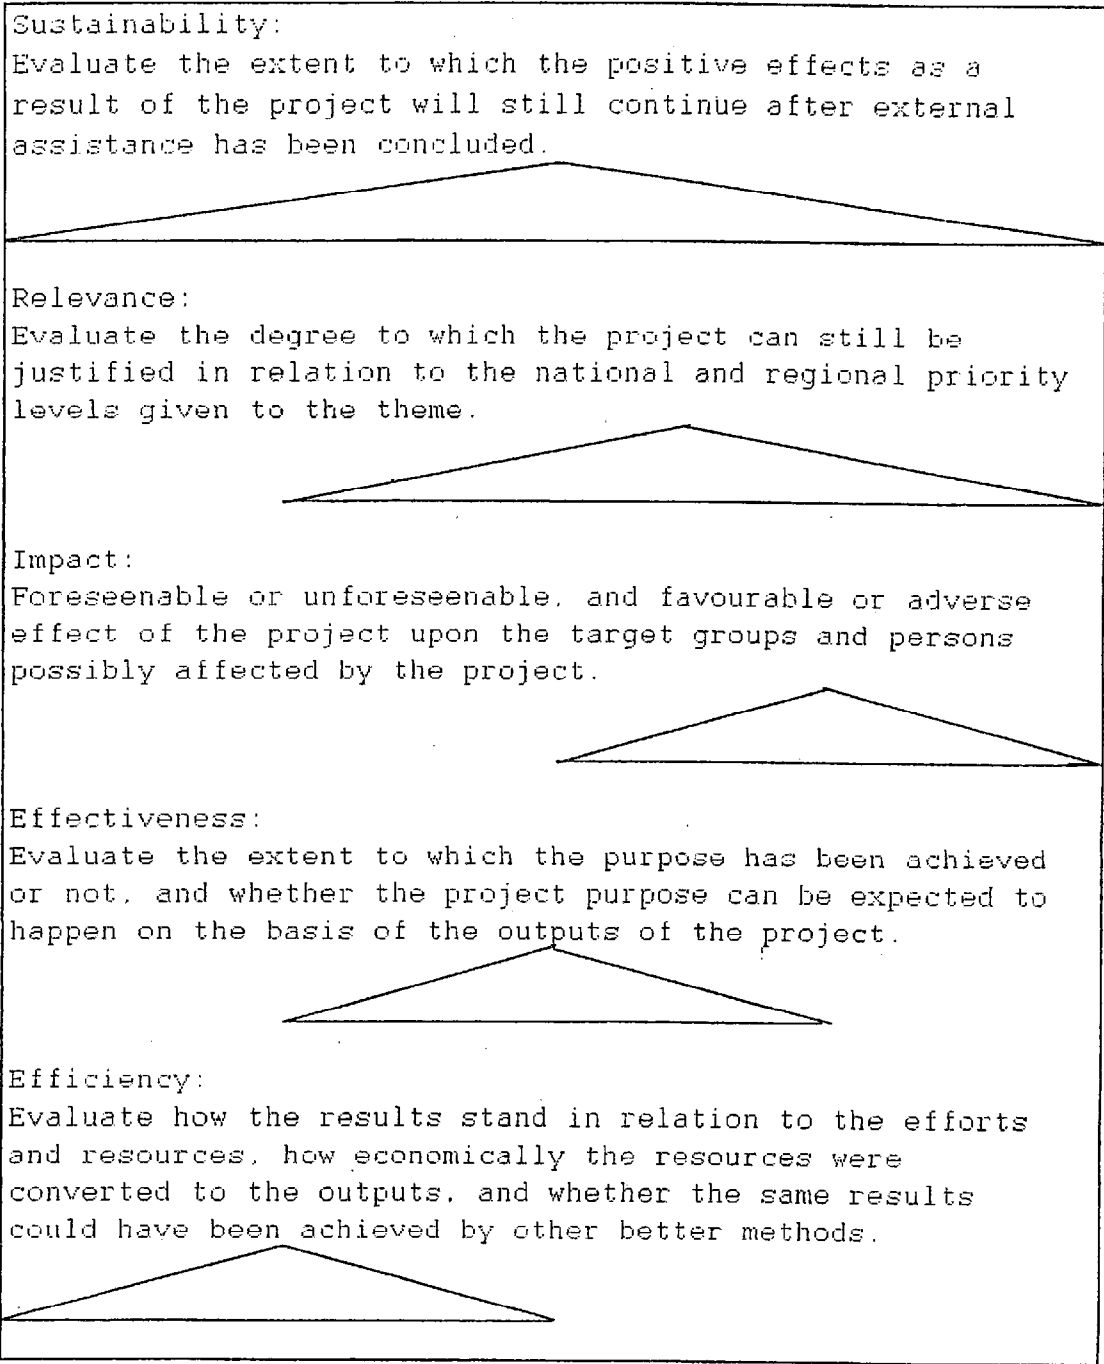 Sustainability:
Evaluate the extent to which the positive effects as a
result of the project will still continue after external
assistance has been concluded.
Relevance:
Evaluate the degree to which the project can still be
justified in relation to the national and regional priority
levels given to the theme.
Impact:
Foreseenable or unforeseenable, and favourable or adverse
effect of the project upon the target groups and persons
possibly affected by the project.
Effectiveness:
Evaluate the extent to which the purpose has been achieved
or not, and whether the project purpose can be expected to
happen on the basis of the outputs of the project.
Efficiency:
Evaluate how the results stand in relation to the efforts
and resources, how economically the resources were
converted to the outputs, and whether the same results
could have been achieved by other better methods.